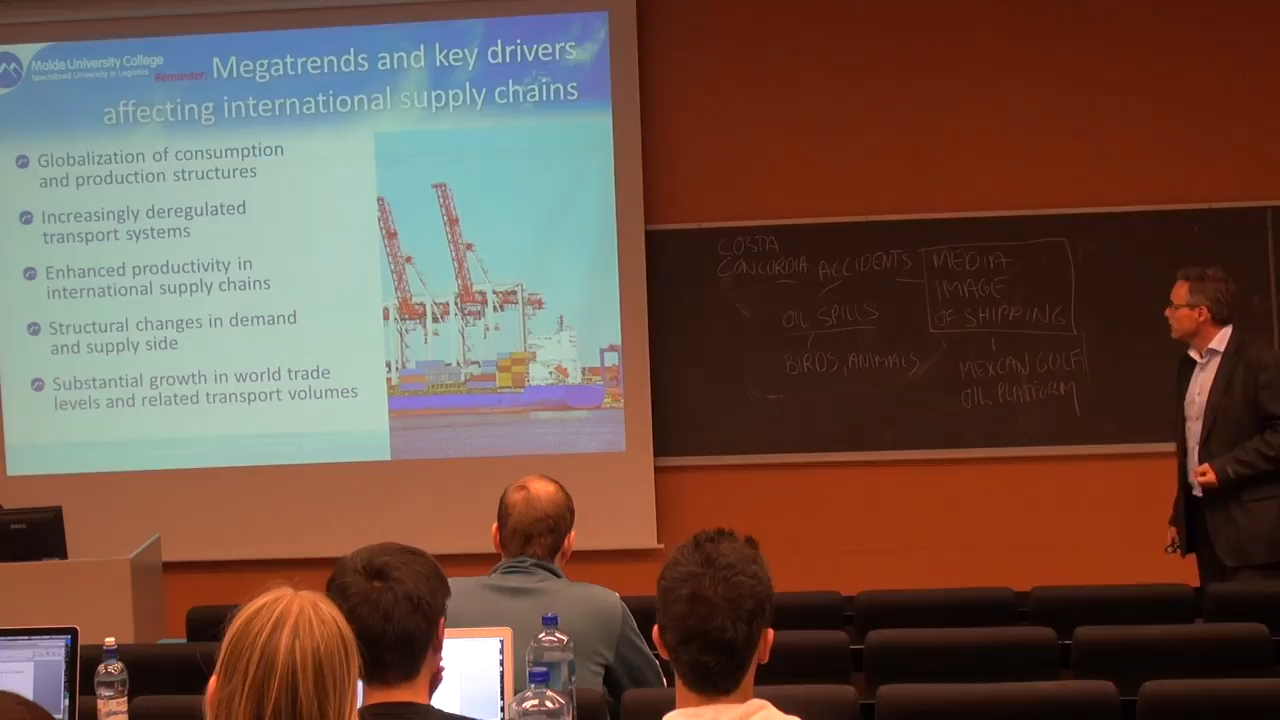 Molde University College
Specialized University in Logistics
Reminder: Megatrends and key drivers
affecting international supply chains
Globalization of consumption
and production structures
Increasingly deregulated
transport systems
Enhanced productivity in
international supply chains
Structural changes in demand
and supply side
Substantial growth in world trade
levels and related transport volumes
COSTA
CONCORDIA ACCIDENTS
MEDIA
IMAGE
OF SHIPPING
OIL SPILLS
BIRDS, ANIMALS
MEXCAN GOLF
OIL PLATFORM